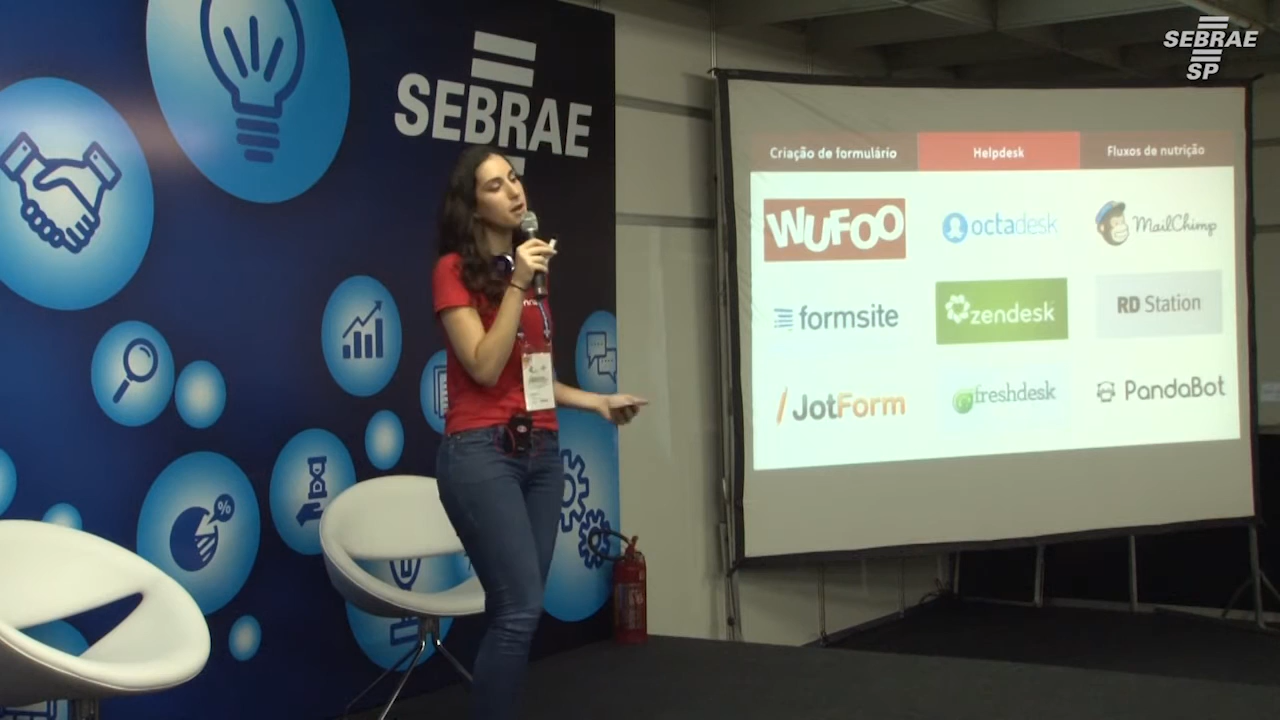 SEBRAE
SP
SEBRAE
%
Criação de formulário
Helpdesk
Fluxos de nutrição
WUFOO
octadesk
MailChimp
formsite
zendesk
RD Station
JotForm
freshdesk
PandaBot